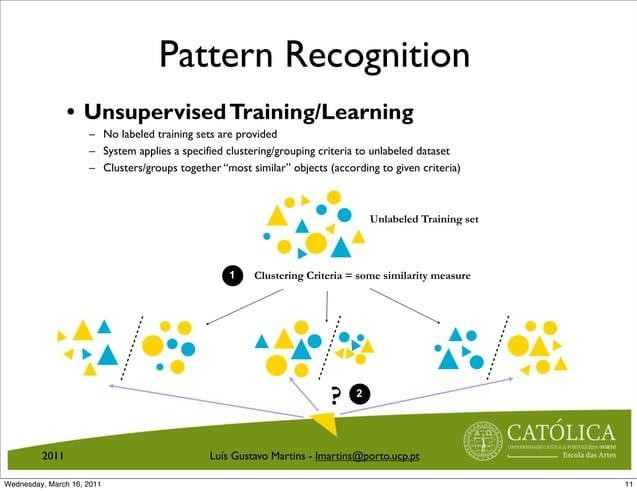 Pattern Recognition
• Unsupervised Training/Learning
– No labeled training sets are provided
– System applies a specified clustering/grouping criteria to unlabeled dataset
– Clusters/groups together “most similar” objects (according to given criteria)
Unlabeled Training set
1 Clustering Criteria = some similarity measure
? 2
CATÓLICA
UNIVERSIDADE CATÓLICA PORTUGUESA | PORTO
Escola das Artes
2011 Luís Gustavo Martins - lmartins@porto.ucp.pt
Wednesday, March 16, 2011 11